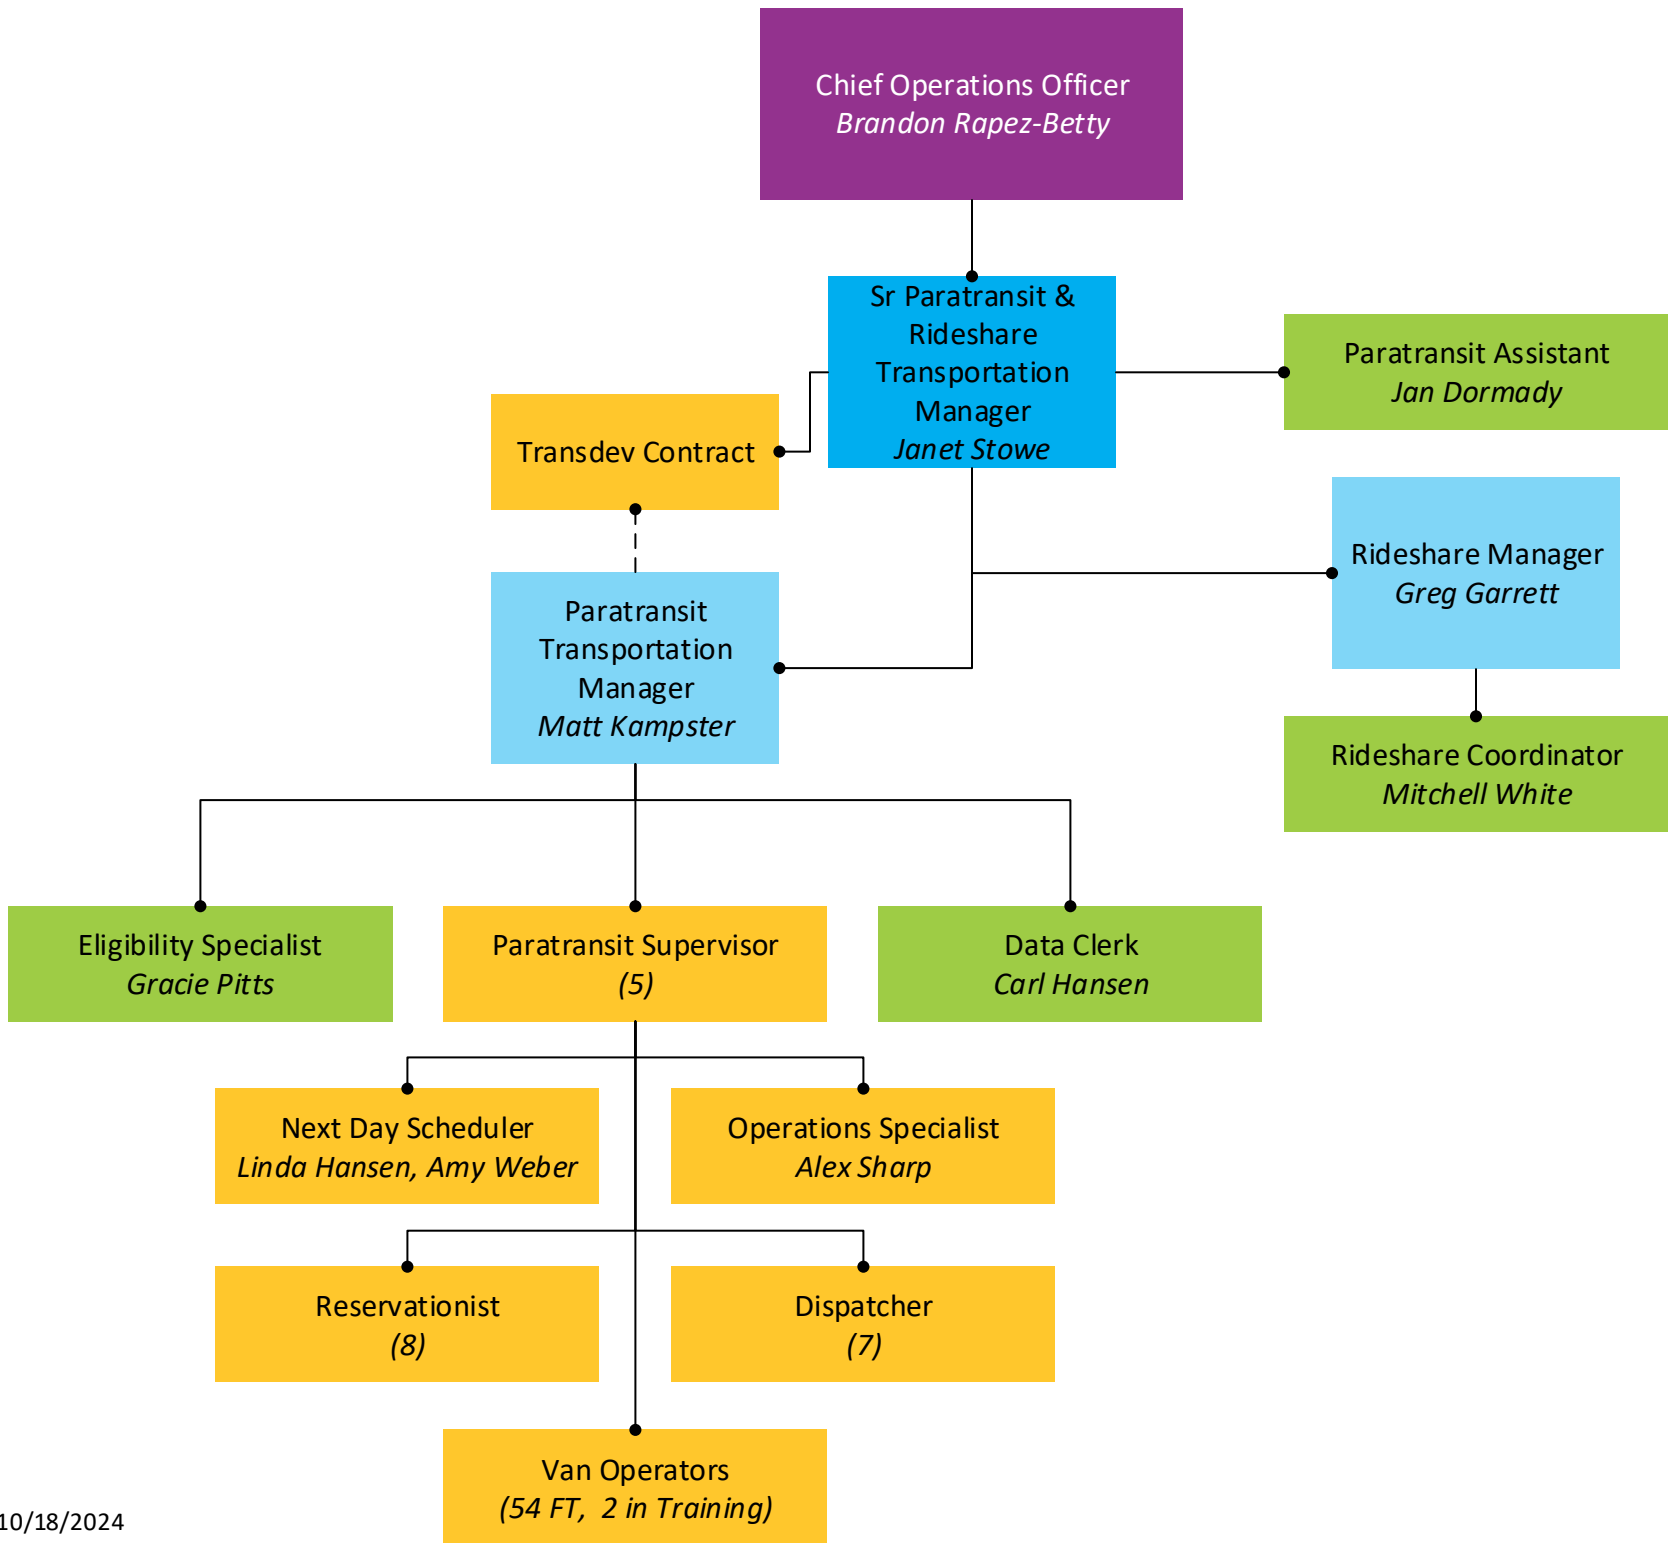 Chief Operations Officer
Brandon Rapez-Betty
Sr Paratransit &
Rideshare
Transportation
Manager
Janet Stowe
Paratransit Assistant
Jan Dormady
Transdev Contract
Rideshare Manager
Greg Garrett
Paratransit
Transportation
Manager
Matt Kampster
Rideshare Coordinator
Mitchell White
Eligibility Specialist
Gracie Pitts
Paratransit Supervisor
(5)
Data Clerk
Carl Hansen
Next Day Scheduler
Linda Hansen, Amy Weber
Operations Specialist
Alex Sharp
Reservationist
(8)
Dispatcher
(7)
Van Operators
(54 FT,  2 in Training)
10/18/2024